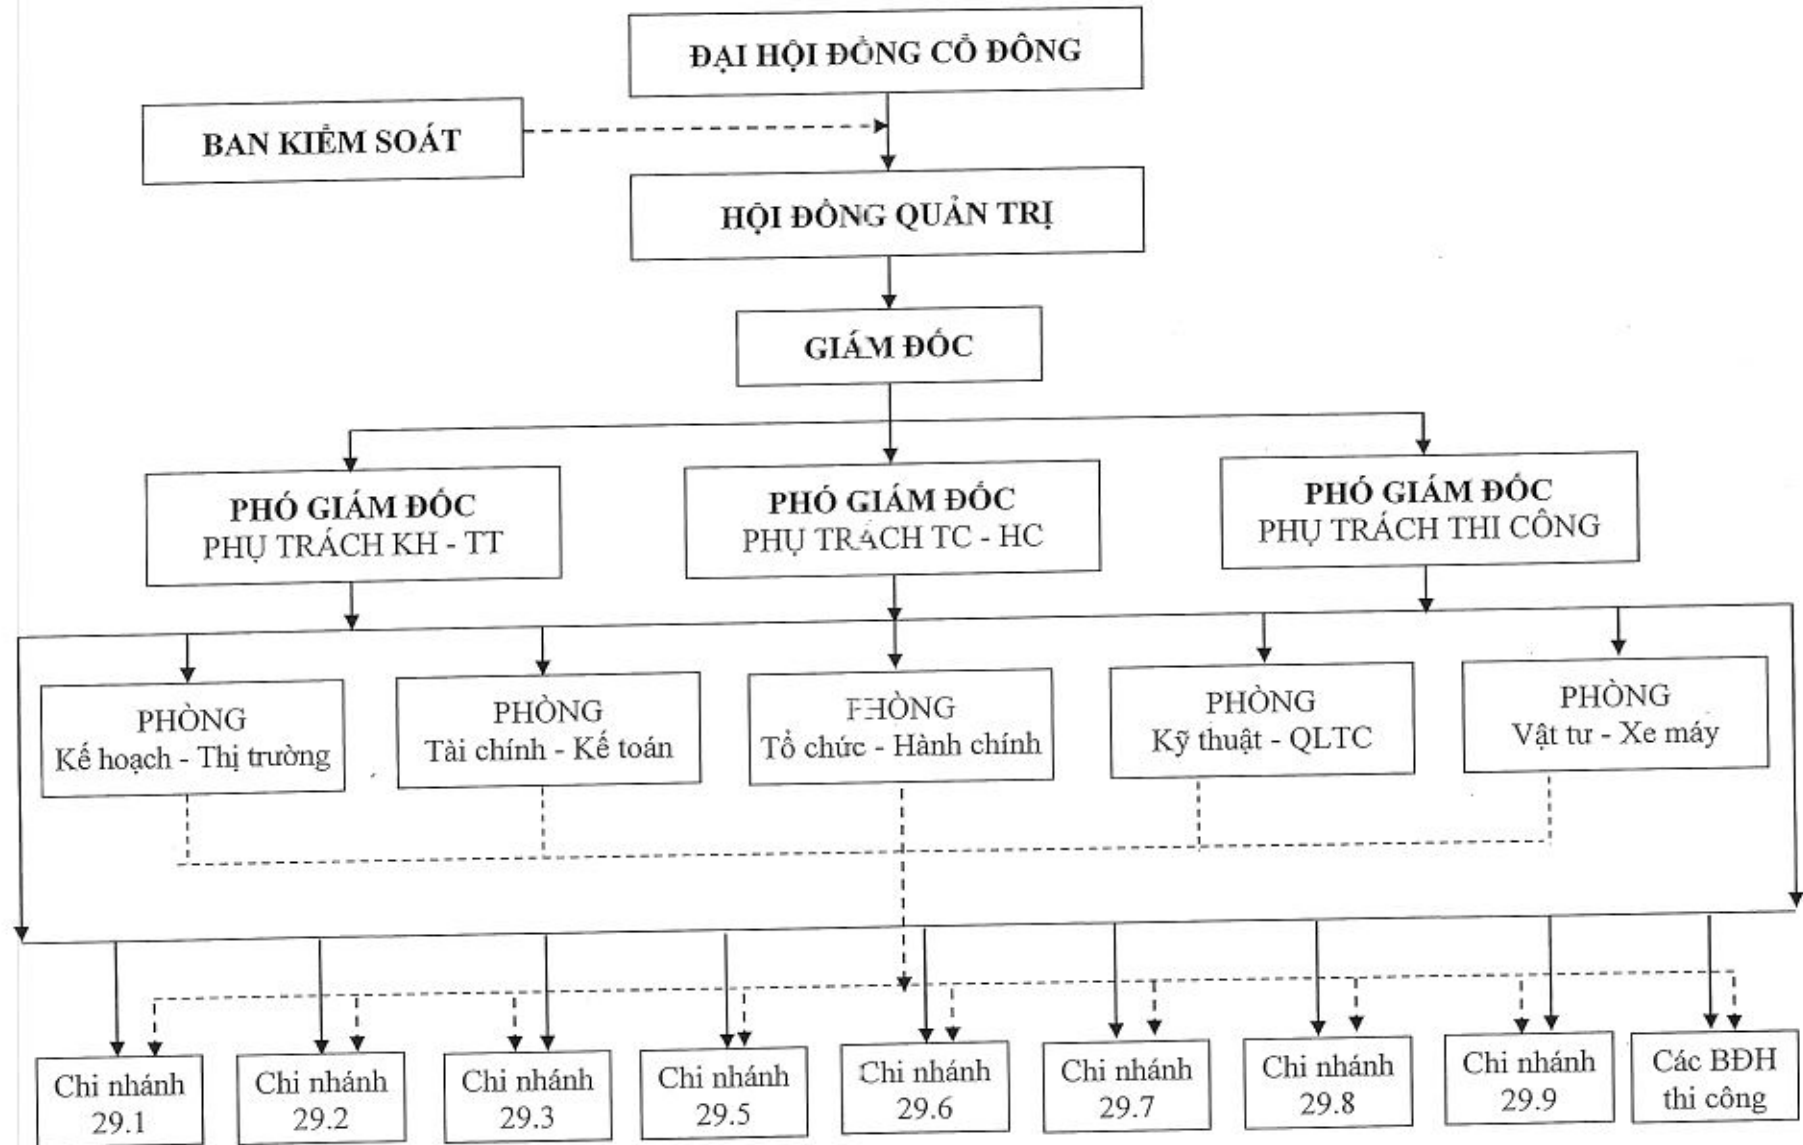 ĐẠI HỘI ĐỒNG CỔ ĐÔNG
BAN KIỂM SOÁT
HỘI ĐỒNG QUẢN TRỊ
GIÁM ĐỐC
PHÓ GIÁM ĐỐC
PHỤ TRÁCH KH - TT
PHÓ GIÁM ĐỐC
PHỤ TRÁCH TC - HC
PHÓ GIÁM ĐỐC
PHỤ TRÁCH THI CÔNG
PHÒNG
Kế hoạch - Thị trường
PHÒNG
Tài chính - Kế toán
PHÒNG
Tổ chức - Hành chính
PHÒNG
Kỹ thuật - QLTC
PHÒNG
Vật tư - Xe máy
Chi nhánh
29.1
Chi nhánh
29.2
Chi nhánh
29.3
Chi nhánh
29.5
Chi nhánh
29.6
Chi nhánh
29.7
Chi nhánh
29.8
Chi nhánh
29.9
Các BĐH
thi công